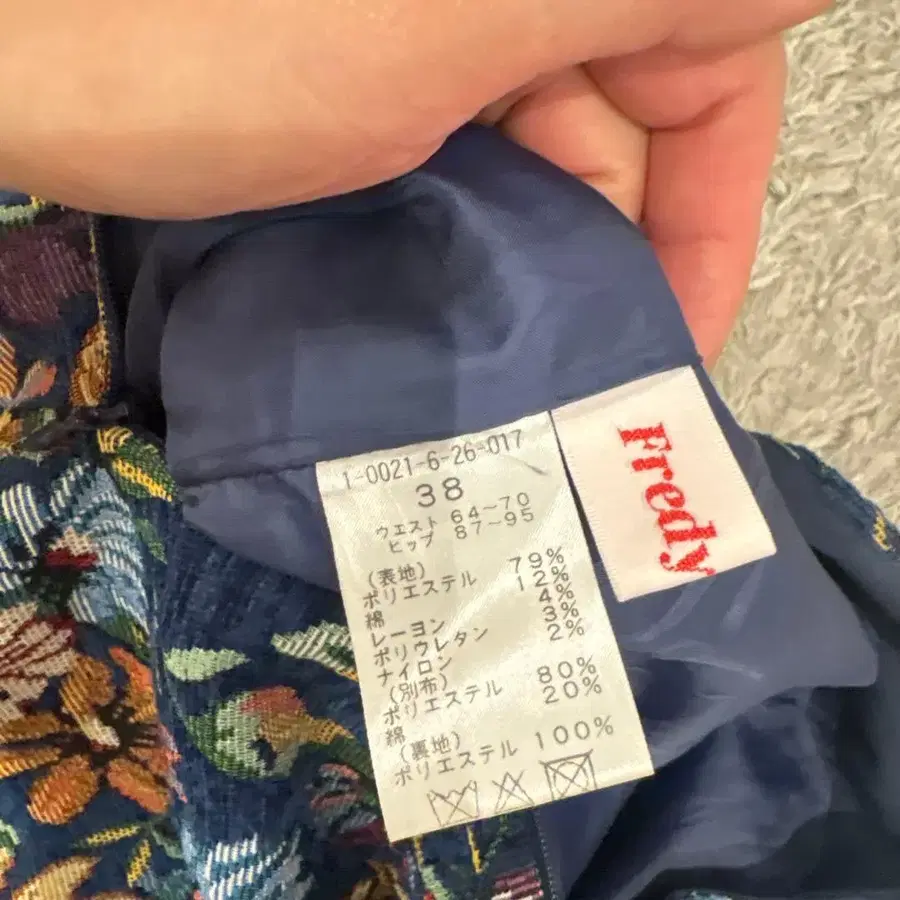 1-0021-6-26-017
38
ウエスト 64～70
ヒップ 87～95
(表地)
ポリエステル 79%
綿 12%
レーヨン 4%
ポリウレタン 3%
ナイロン 2%
(別布)
ポリエステル 80%
綿 20%
(裏地)
ポリエステル 100%
Fredy